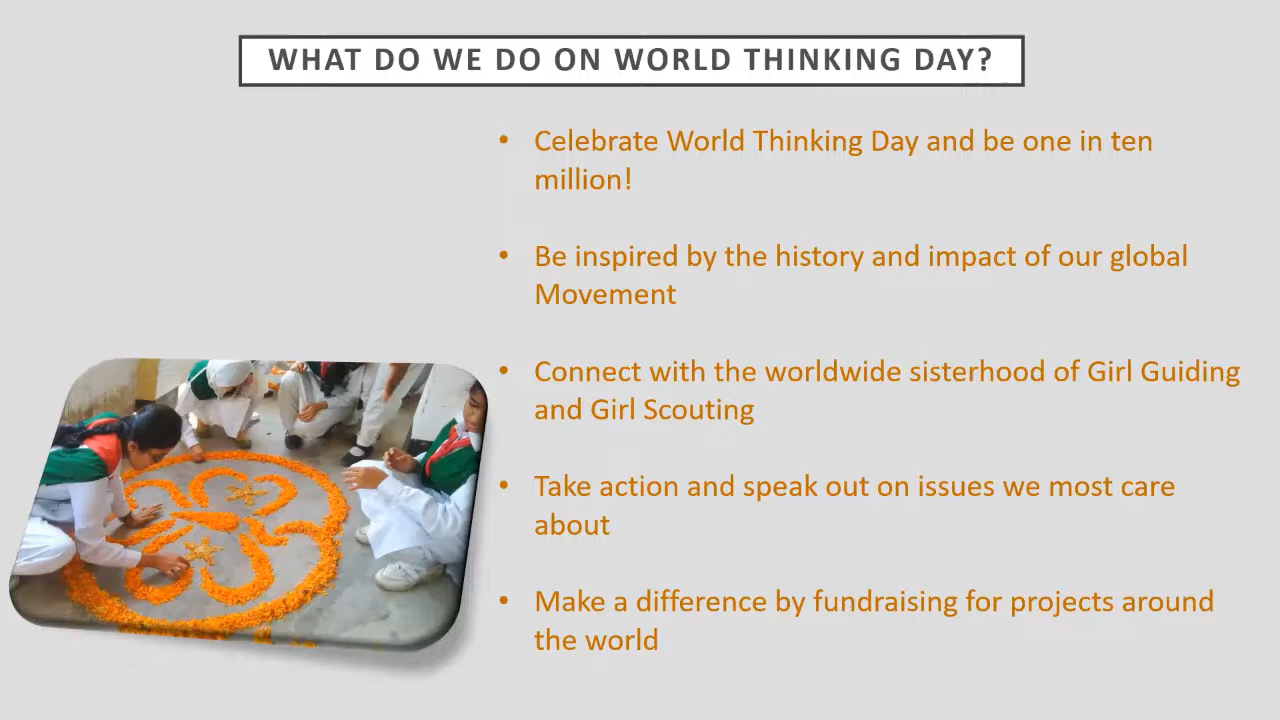 WHAT DO WE DO ON WORLD THINKING DAY?
• Celebrate World Thinking Day and be one in ten
million!
• Be inspired by the history and impact of our global
Movement
• Connect with the worldwide sisterhood of Girl Guiding
and Girl Scouting
• Take action and speak out on issues we most care
about
• Make a difference by fundraising for projects around
the world